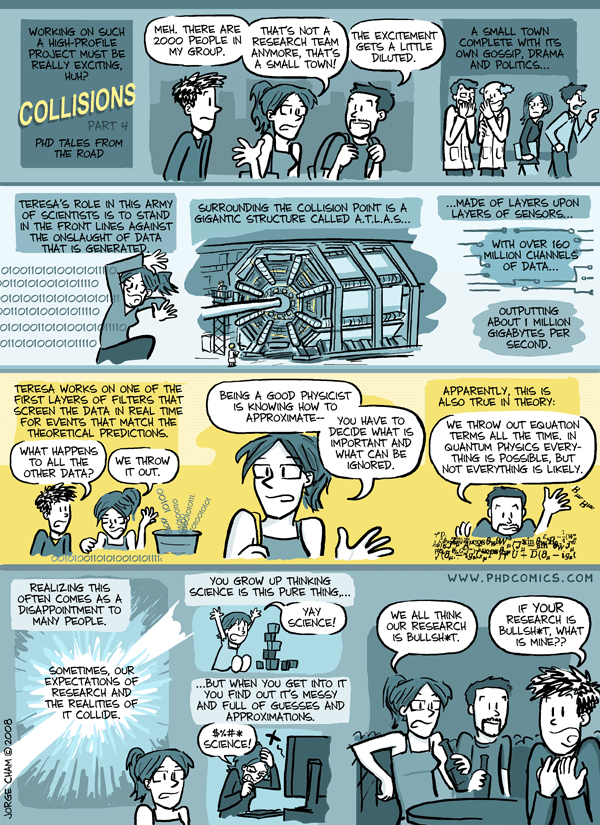 WORKING ON SUCH
A HIGH-PROFILE
PROJECT MUST BE
REALLY EXCITING,
HUH?
COLLISIONS
PART 4
PHD TALES FROM
THE ROAD
MEH. THERE ARE
2000 PEOPLE IN
MY GROUP.
THAT'S NOT A
RESEARCH TEAM
ANYMORE, THAT'S
A SMALL TOWN!
THE EXCITEMENT
GETS A LITTLE
DILUTED.
A SMALL TOWN
COMPLETE WITH ITS
OWN GOSSIP, DRAMA
AND POLITICS...
TERESA'S ROLE IN THIS ARMY
OF SCIENTISTS IS TO STAND
IN THE FRONT LINES AGAINST
THE ONSLAUGHT OF DATA
THAT IS GENERATED.
SURROUNDING THE COLLISION POINT IS A
GIGANTIC STRUCTURE CALLED A.T.L.A.S...
...MADE OF LAYERS UPON
LAYERS OF SENSORS...
WITH OVER 160
MILLION CHANNELS
OF DATA...
OUTPUTTING
ABOUT 1 MILLION
GIGABYTES PER
SECOND.
TERESA WORKS ON ONE OF THE
FIRST LAYERS OF FILTERS THAT
SCREEN THE DATA IN REAL TIME
FOR EVENTS THAT MATCH THE
THEORETICAL PREDICTIONS.
WHAT HAPPENS
TO ALL THE
OTHER DATA?
WE THROW
IT OUT.
BEING A GOOD PHYSICIST
IS KNOWING HOW TO
APPROXIMATE--
YOU HAVE TO
DECIDE WHAT IS
IMPORTANT AND
WHAT CAN BE
IGNORED.
APPARENTLY, THIS IS
ALSO TRUE IN THEORY:
WE THROW OUT EQUATION
TERMS ALL THE TIME. IN
QUANTUM PHYSICS EVERY-
THING IS POSSIBLE, BUT
NOT EVERYTHING IS LIKELY.
WWW.PHDCOMICS.COM
REALIZING THIS
OFTEN COMES AS A
DISAPPOINTMENT TO
MANY PEOPLE.
SOMETIMES, OUR
EXPECTATIONS OF
RESEARCH AND
THE REALITIES OF
IT COLLIDE.
YOU GROW UP THINKING
SCIENCE IS THIS PURE THING,...
YAY
SCIENCE!
...BUT WHEN YOU GET INTO IT
YOU FIND OUT IT'S MESSY
AND FULL OF GUESSES AND
APPROXIMATIONS.
$%#*
SCIENCE!
WE ALL THINK
OUR RESEARCH
IS BULLSH*T.
IF YOUR
RESEARCH IS
BULLSH*T, WHAT
IS MINE??
JORGE CHAM © 2008